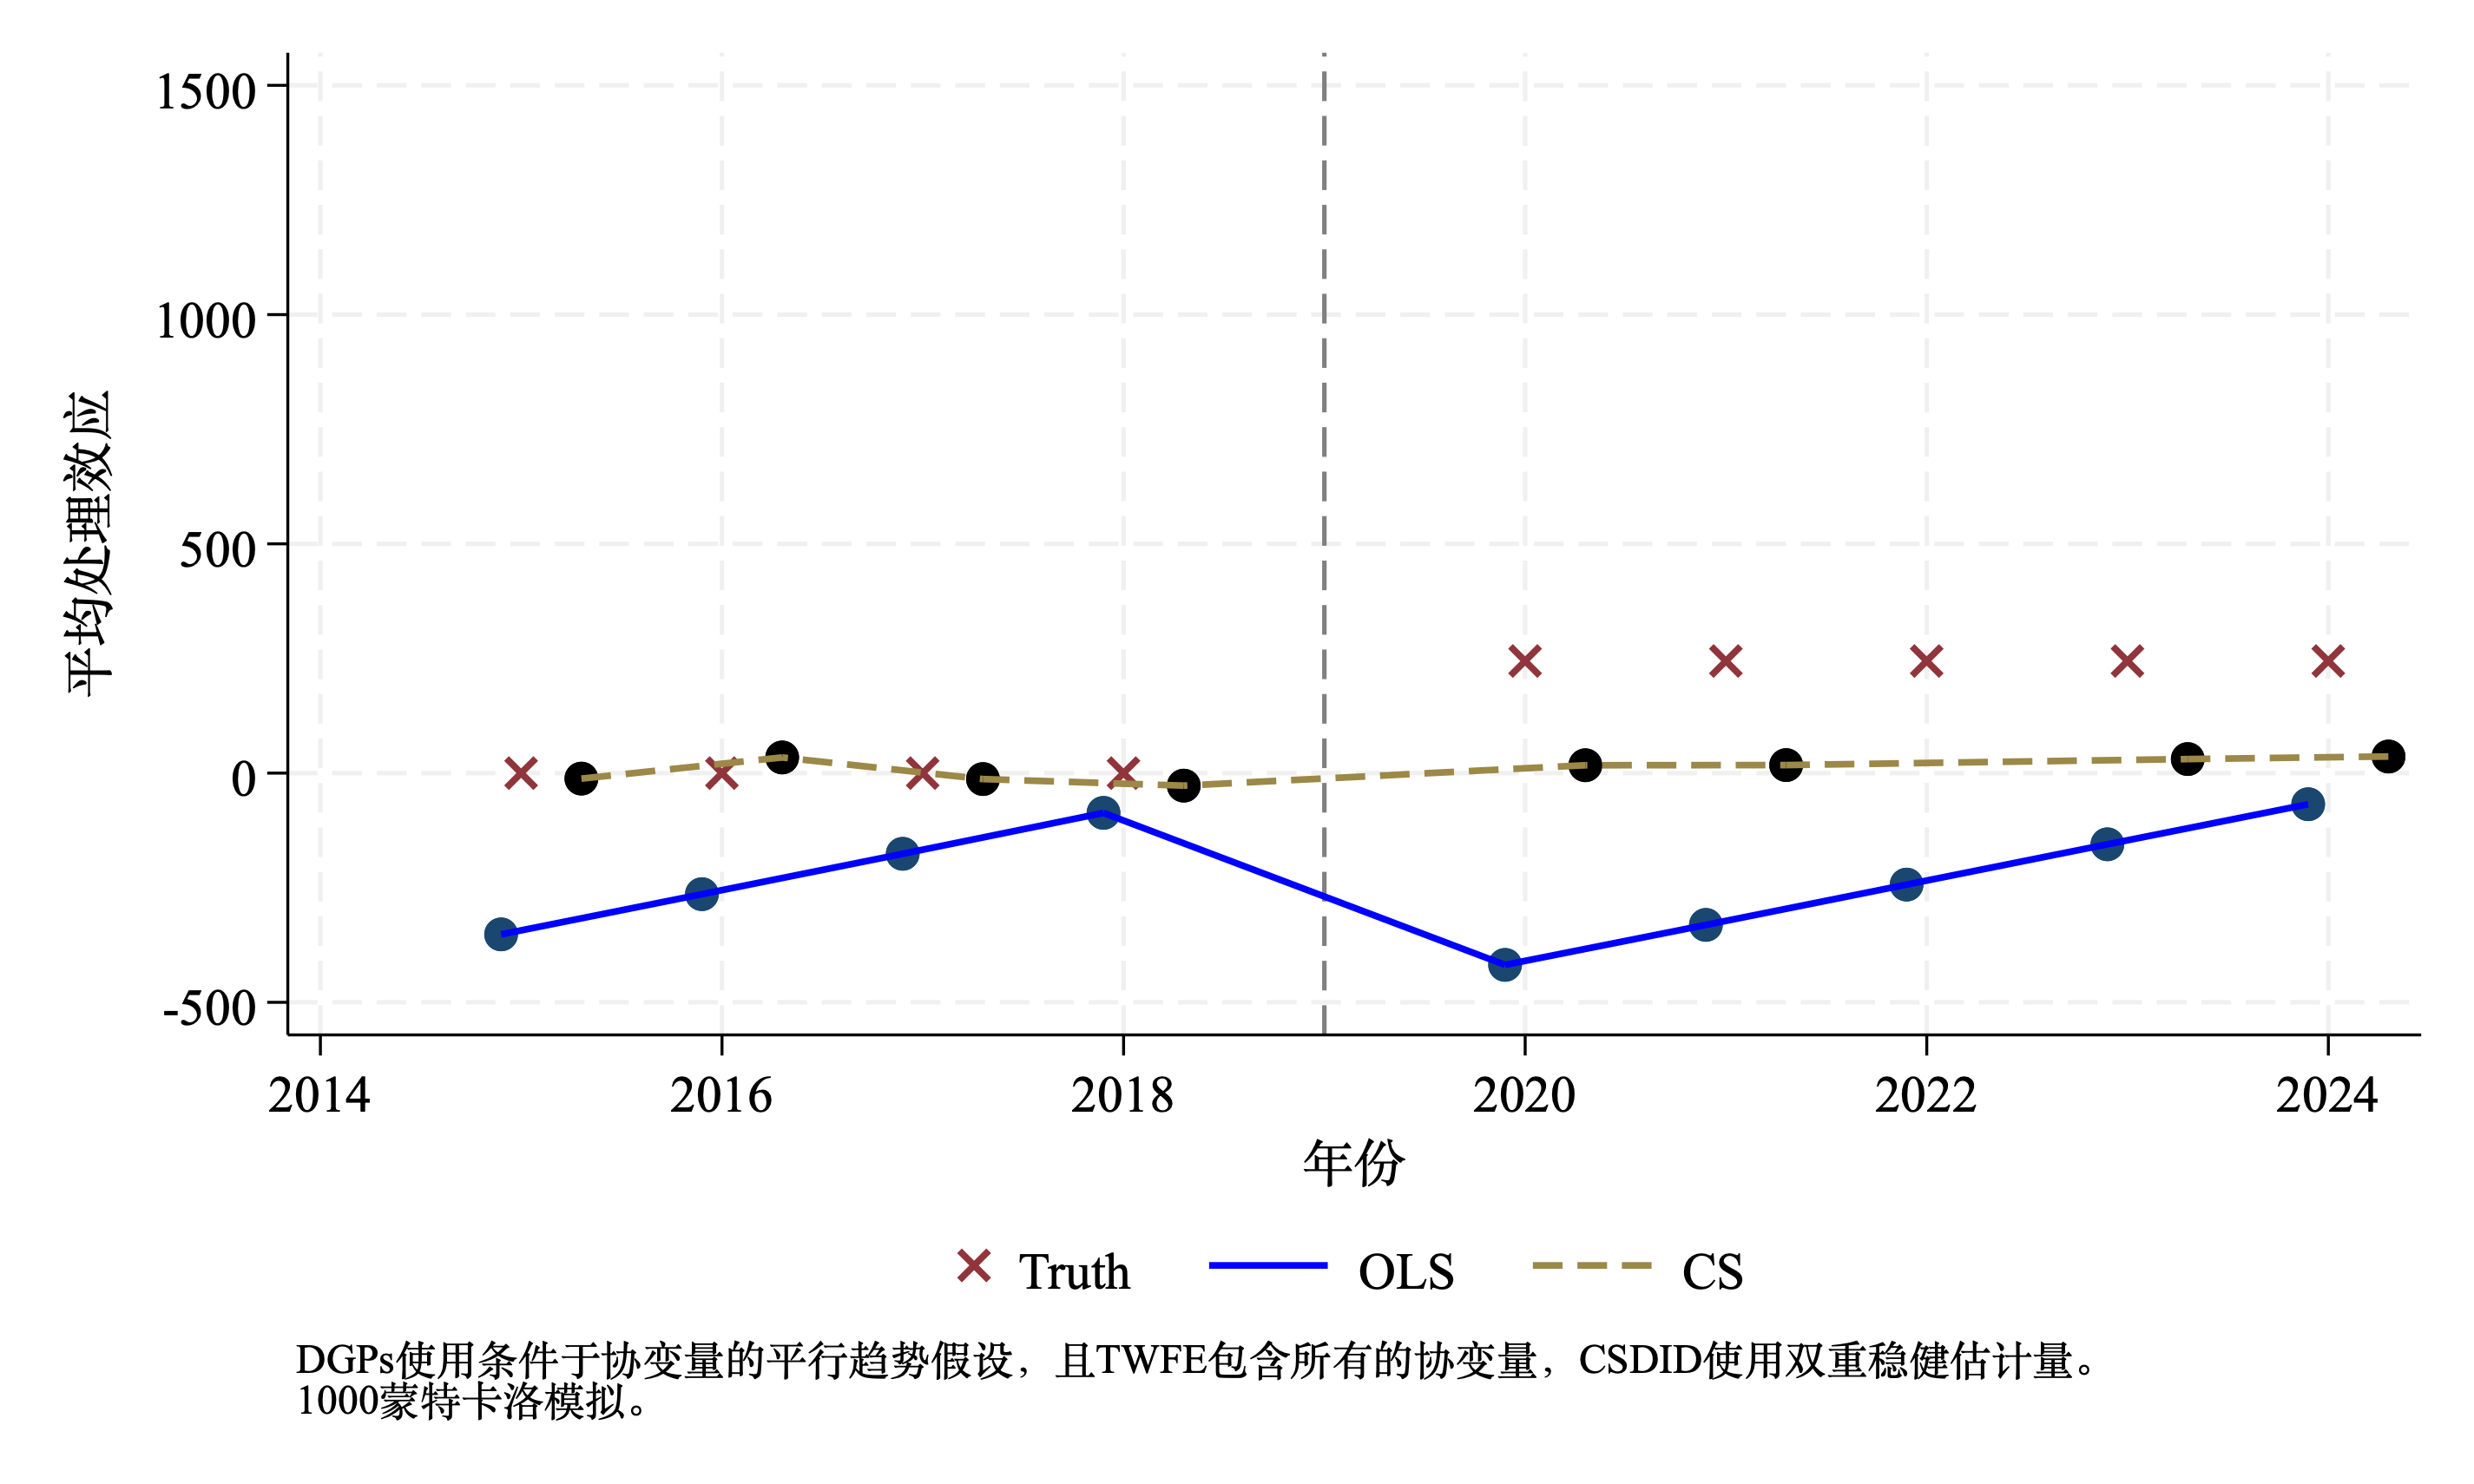 1500
1000
500
0
-500
平均处理效应
2014 2016 2018 2020 2022 2024
年份
Truth OLS CS
DGPs使用条件于协变量的平行趋势假设，且TWFE包含所有的协变量，CSDID使用双重稳健估计量。
1000蒙特卡洛模拟。